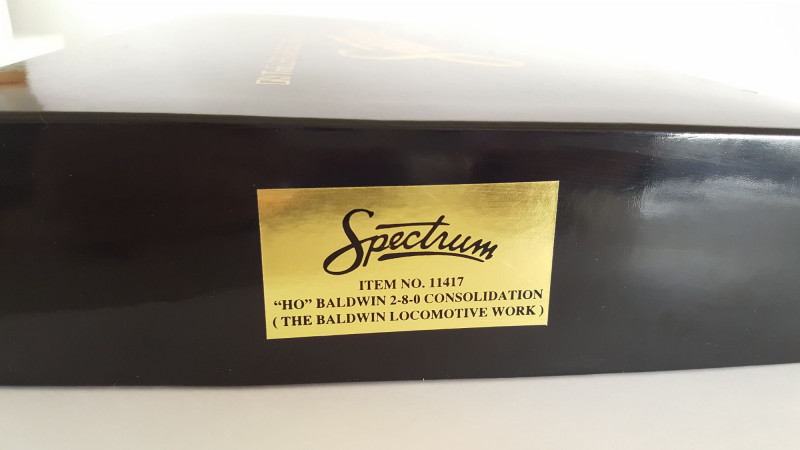 Spectrum
ITEM NO. 11417
“HO” BALDWIN 2-8-0 CONSOLIDATION
( THE BALDWIN LOCOMOTIVE WORK )